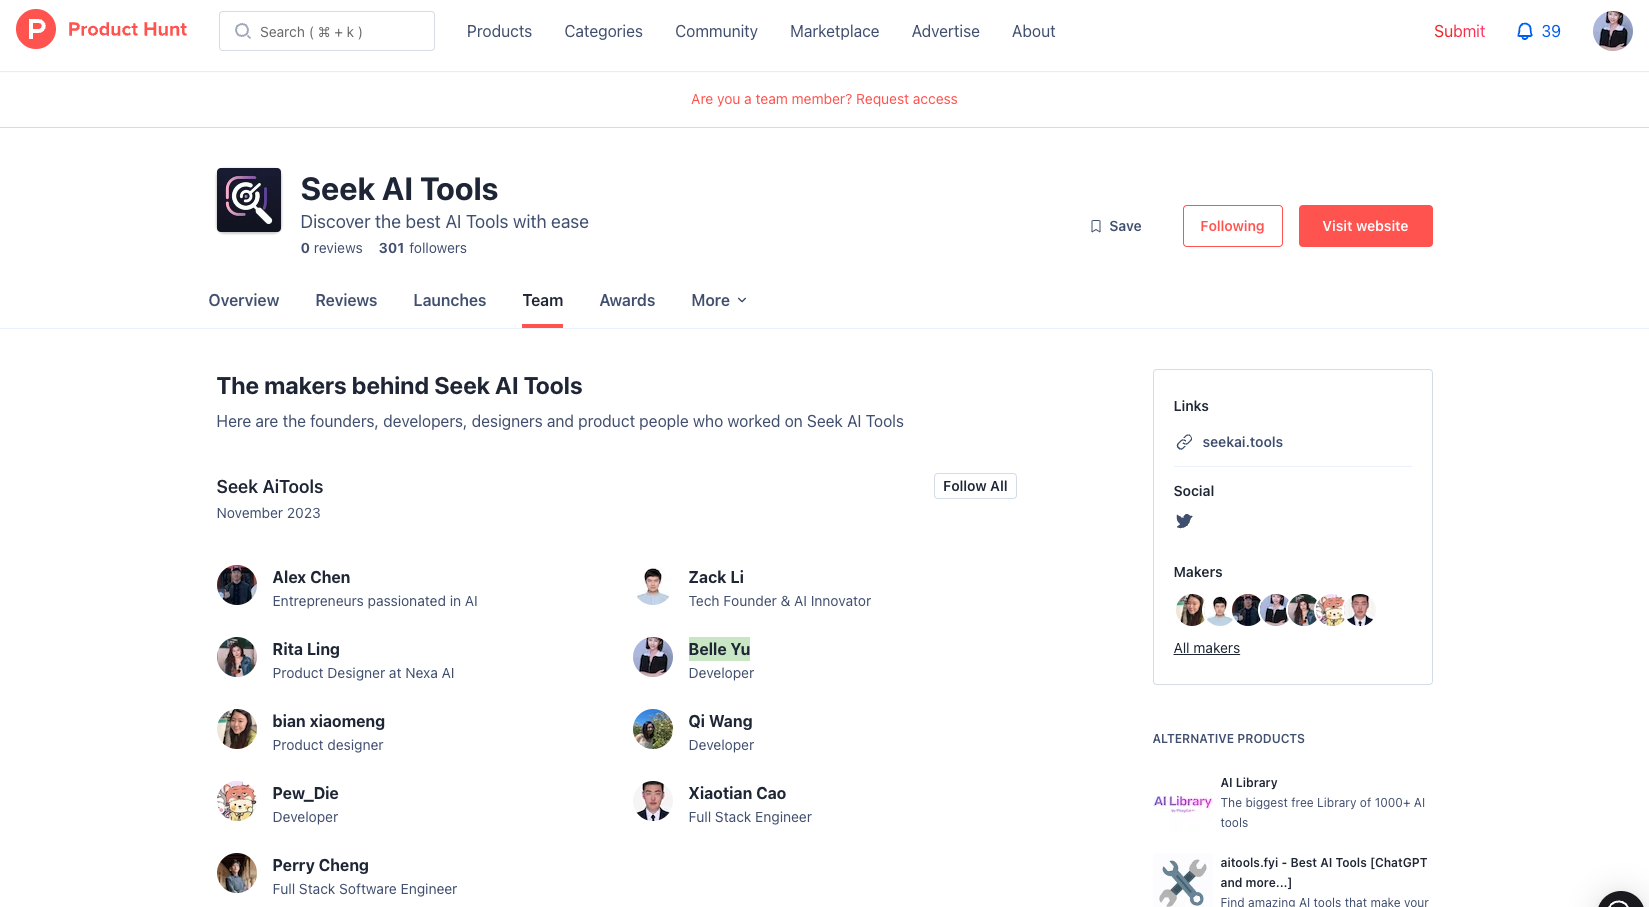 Product Hunt
Search ( ⌘ + k )
Products
Categories
Community
Marketplace
Advertise
About
Submit
39
Are you a team member? Request access
Seek AI Tools
Discover the best AI Tools with ease
0 reviews 301 followers
Save
Following
Visit website
Overview
Reviews
Launches
Team
Awards
More
The makers behind Seek AI Tools
Here are the founders, developers, designers and product people who worked on Seek AI Tools
Seek AiTools
November 2023
Follow All
Alex Chen
Entrepreneurs passionated in AI
Zack Li
Tech Founder & AI Innovator
Rita Ling
Product Designer at Nexa AI
Belle Yu
Developer
bian xiaomeng
Product designer
Qi Wang
Developer
Pew_Die
Developer
Xiaotian Cao
Full Stack Engineer
Perry Cheng
Full Stack Software Engineer
Links
seekai.tools
Social
Makers
All makers
ALTERNATIVE PRODUCTS
AI Library
AI Library
The biggest free Library of 1000+ AI
tools
aitools.fyi - Best AI Tools [ChatGPT
and more...]
Find amazing AI tools that make your